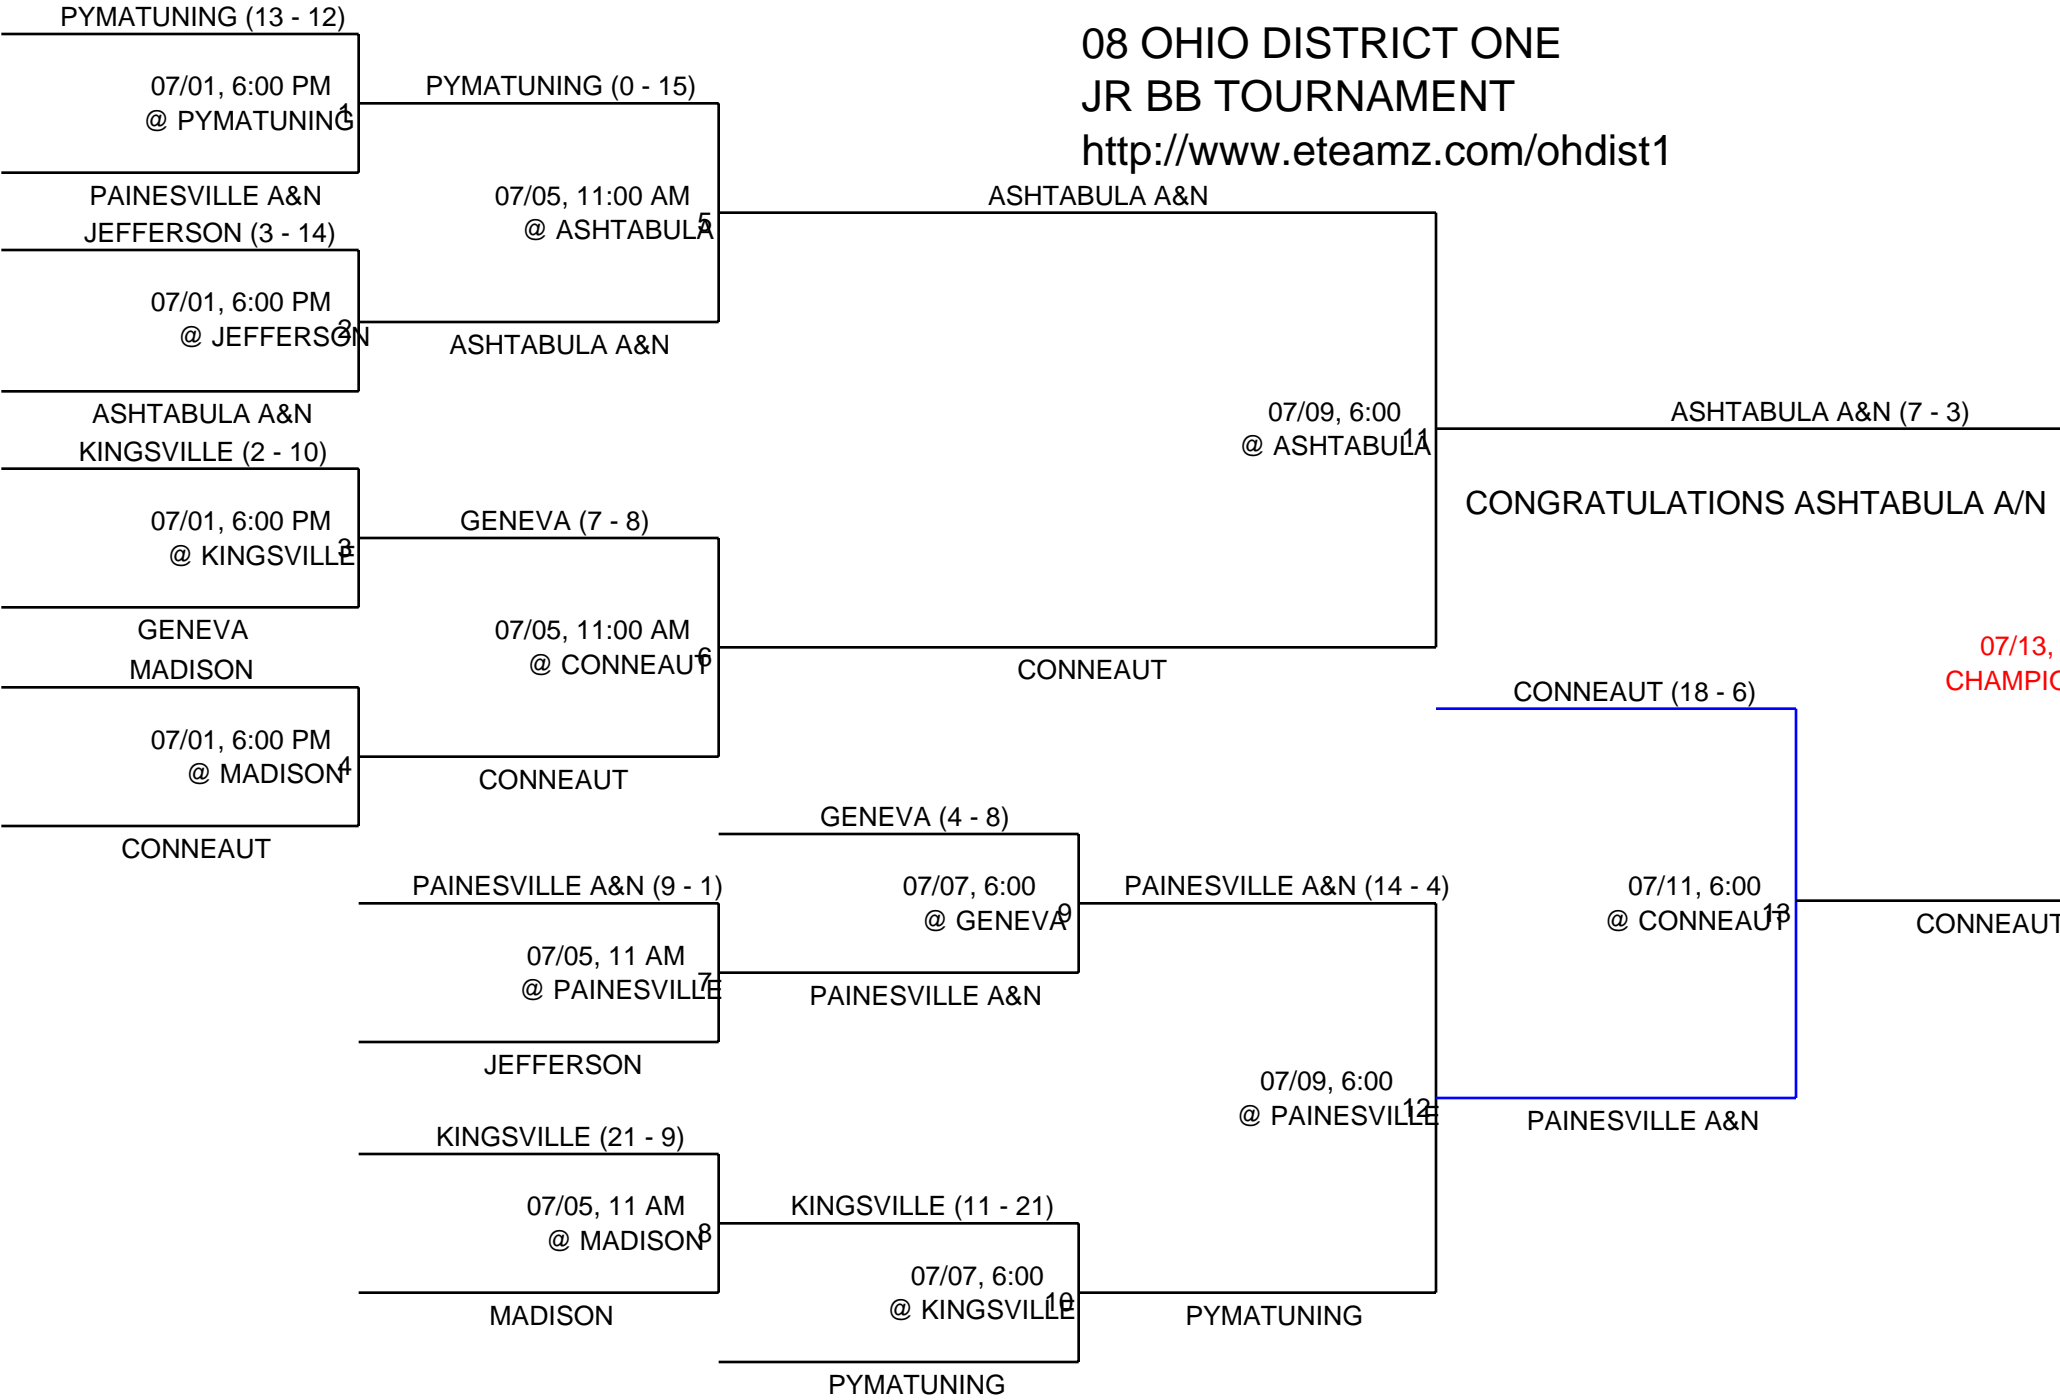 PYMATUNING (13 - 12)
08 OHIO DISTRICT ONE
JR BB TOURNAMENT
http://www.eteamz.com/ohdist1
07/01, 6:00 PM
@ PYMATUNING
1
PYMATUNING (0 - 15)
PAINESVILLE A&N
JEFFERSON (3 - 14)
07/05, 11:00 AM
@ ASHTABULA
5
ASHTABULA A&N
07/01, 6:00 PM
@ JEFFERSON
2
ASHTABULA A&N
ASHTABULA A&N
KINGSVILLE (2 - 10)
07/09, 6:00
@ ASHTABULA
11
ASHTABULA A&N (7 - 3)
CONGRATULATIONS ASHTABULA A/N
07/01, 6:00 PM
@ KINGSVILLE
3
GENEVA (7 - 8)
GENEVA
MADISON
07/05, 11:00 AM
@ CONNEAUT
6
CONNEAUT
07/13,
CONNEAUT (18 - 6)
07/01, 6:00 PM
@ MADISON
4
CONNEAUT
CONNEAUT
GENEVA (4 - 8)
PAINESVILLE A&N (9 - 1)
07/07, 6:00
@ GENEVA
9
PAINESVILLE A&N (14 - 4)
07/11, 6:00
@ CONNEAUT
13
CONNEAUT
07/05, 11 AM
@ PAINESVILLE
7
PAINESVILLE A&N
JEFFERSON
07/09, 6:00
@ PAINESVILLE
12
PAINESVILLE A&N
KINGSVILLE (21 - 9)
07/05, 11 AM
@ MADISON
8
KINGSVILLE (11 - 21)
MADISON
07/07, 6:00
@ KINGSVILLE
10
PYMATUNING
PYMATUNING